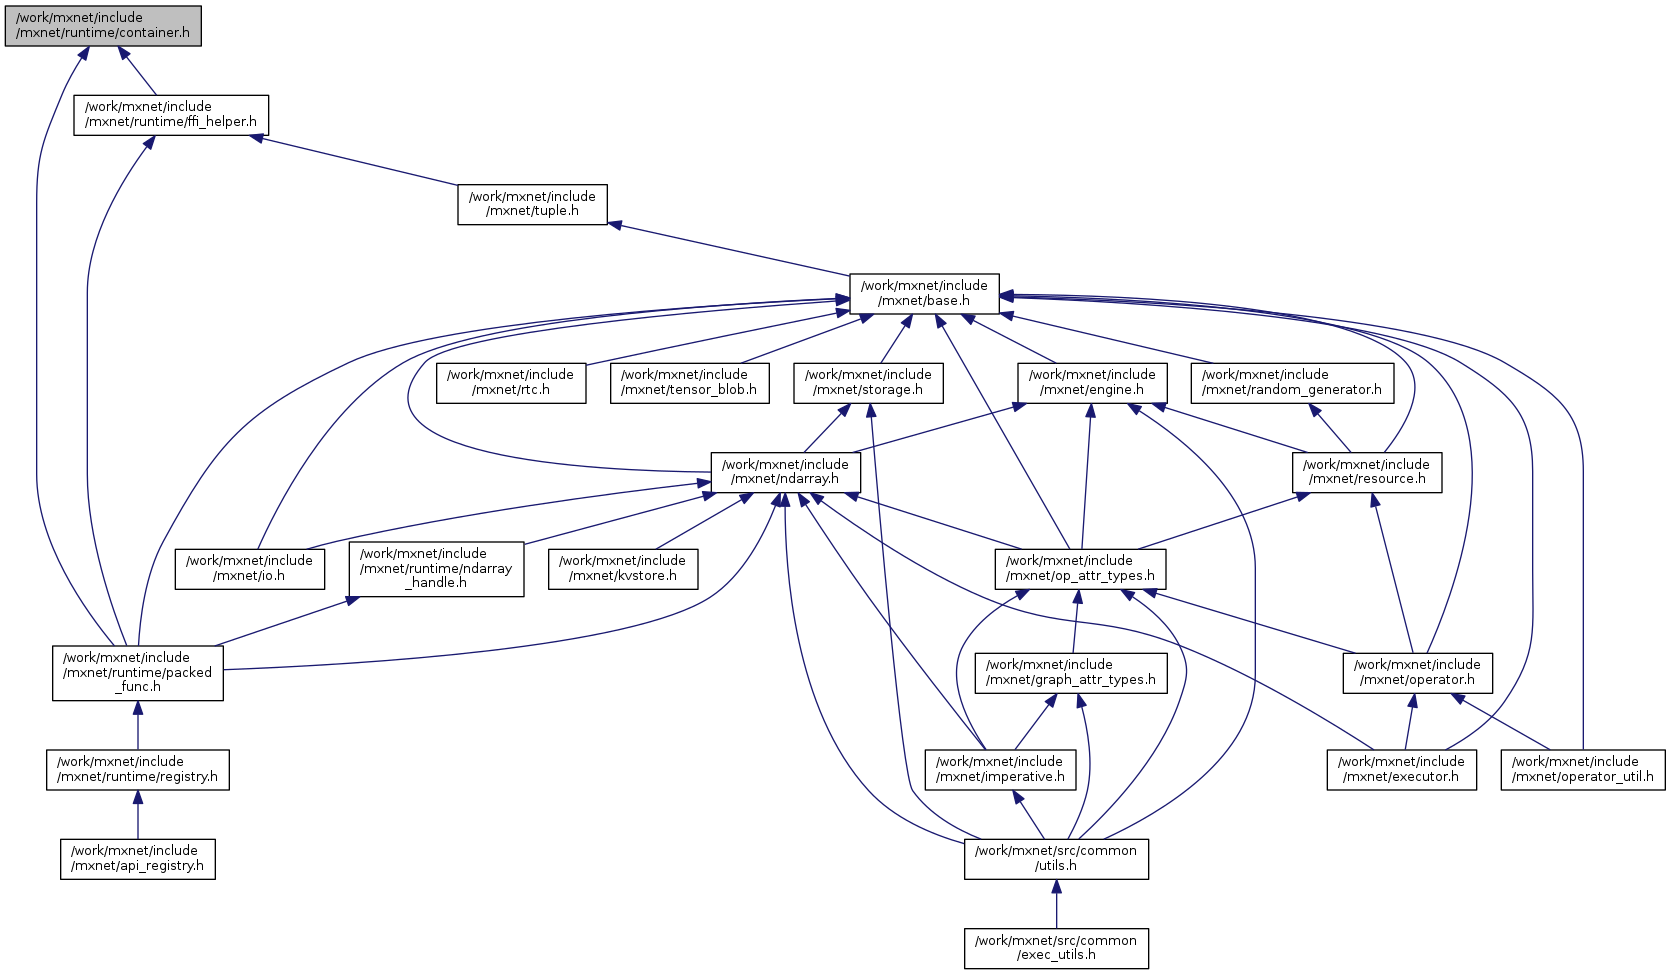 /work/mxnet/include
/mxnet/runtime/container.h
/work/mxnet/include
/mxnet/runtime/ffi_helper.h
/work/mxnet/include
/mxnet/tuple.h
/work/mxnet/include
/mxnet/base.h
/work/mxnet/include
/mxnet/rtc.h
/work/mxnet/include
/mxnet/tensor_blob.h
/work/mxnet/include
/mxnet/storage.h
/work/mxnet/include
/mxnet/engine.h
/work/mxnet/include
/mxnet/random_generator.h
/work/mxnet/include
/mxnet/ndarray.h
/work/mxnet/include
/mxnet/resource.h
/work/mxnet/include
/mxnet/io.h
/work/mxnet/include
/mxnet/runtime/ndarray
_handle.h
/work/mxnet/include
/mxnet/kvstore.h
/work/mxnet/include
/mxnet/op_attr_types.h
/work/mxnet/include
/mxnet/runtime/packed
_func.h
/work/mxnet/include
/mxnet/graph_attr_types.h
/work/mxnet/include
/mxnet/operator.h
/work/mxnet/include
/mxnet/runtime/registry.h
/work/mxnet/include
/mxnet/imperative.h
/work/mxnet/include
/mxnet/executor.h
/work/mxnet/include
/mxnet/operator_util.h
/work/mxnet/include
/mxnet/api_registry.h
/work/mxnet/src/common
/utils.h
/work/mxnet/src/common
/exec_utils.h